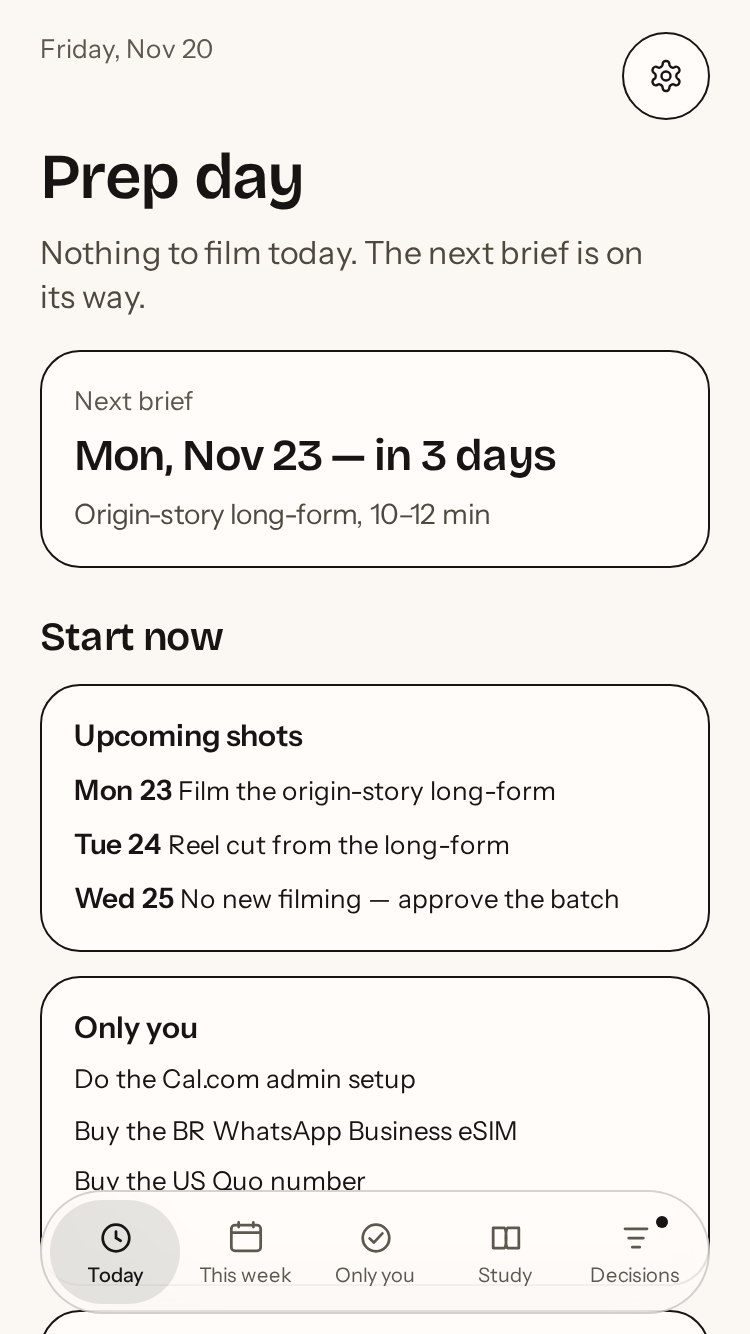 Friday, Nov 20
Prep day
Nothing to film today. The next brief is on
its way.
Next brief
Mon, Nov 23 — in 3 days
Origin-story long-form, 10–12 min
Start now
Upcoming shots
Mon 23 Film the origin-story long-form
Tue 24 Reel cut from the long-form
Wed 25 No new filming — approve the batch
Only you
Do the Cal.com admin setup
Buy the BR WhatsApp Business eSIM
Buy the US Quo number
Today
This week
Only you
Study
Decisions